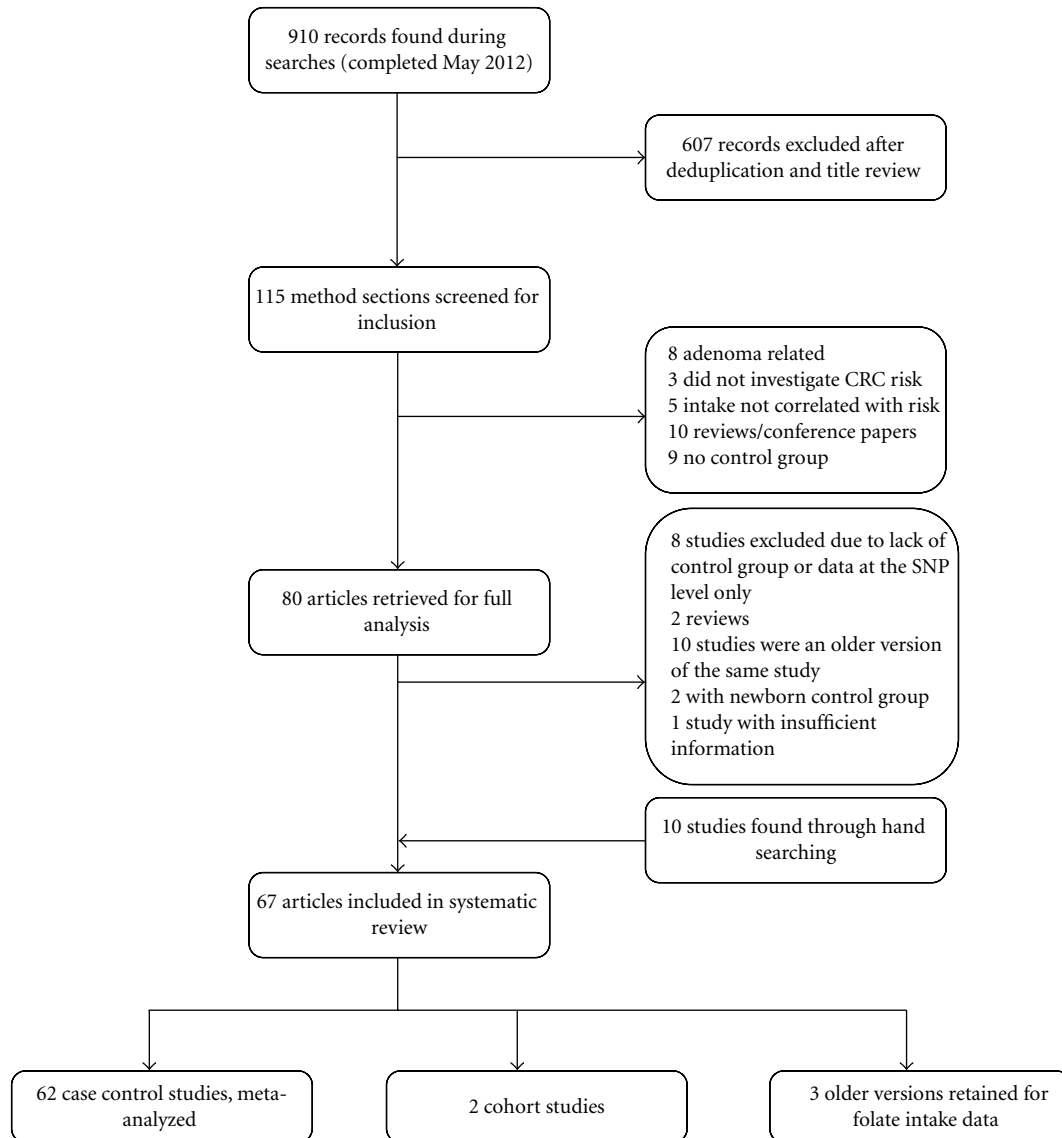 910 records found during
searches (completed May 2012)
607 records excluded after
deduplication and title review
115 method sections screened for
inclusion
8 adenoma related
3 did not investigate CRC risk
5 intake not correlated with risk
10 reviews/conference papers
9 no control group
80 articles retrieved for full
analysis
8 studies excluded due to lack of
control group or data at the SNP
level only
2 reviews
10 studies were an older version
of the same study
2 with newborn control group
1 study with insufficient
information
10 studies found through hand
searching
67 articles included in systematic
review
62 case control studies, meta-
analyzed
2 cohort studies
3 older versions retained for
folate intake data